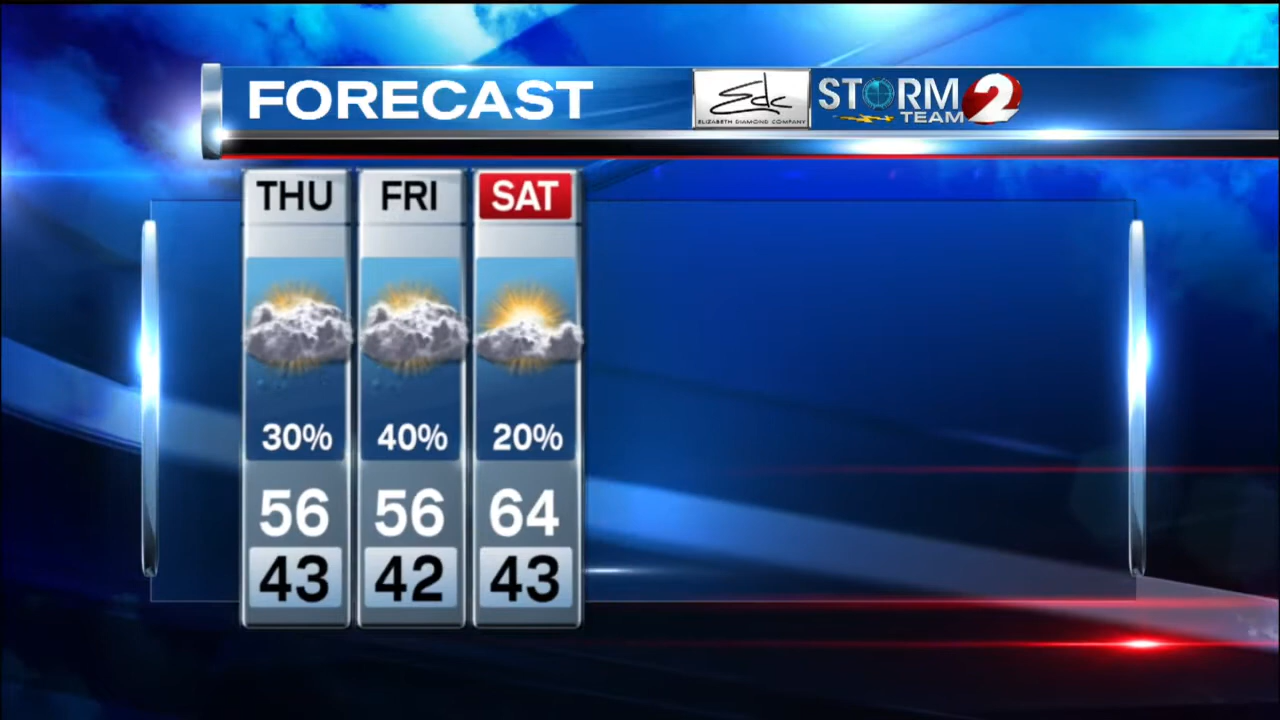 FORECAST
Edc
ELIZABETH DIAMOND COMPANY
STORM
TEAM
2
THU FRI SAT
30% 40% 20%
56 56 64
43 42 43